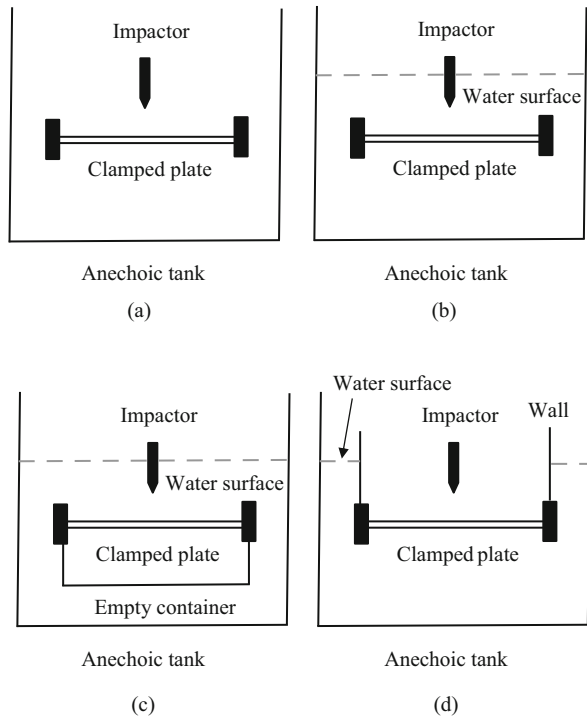 Impactor
Clamped plate
Anechoic tank
(a)
Impactor
Water surface
Clamped plate
Anechoic tank
(b)
Impactor
Water surface
Clamped plate
Empty container
Anechoic tank
(c)
Water surface
Impactor
Wall
Clamped plate
Anechoic tank
(d)